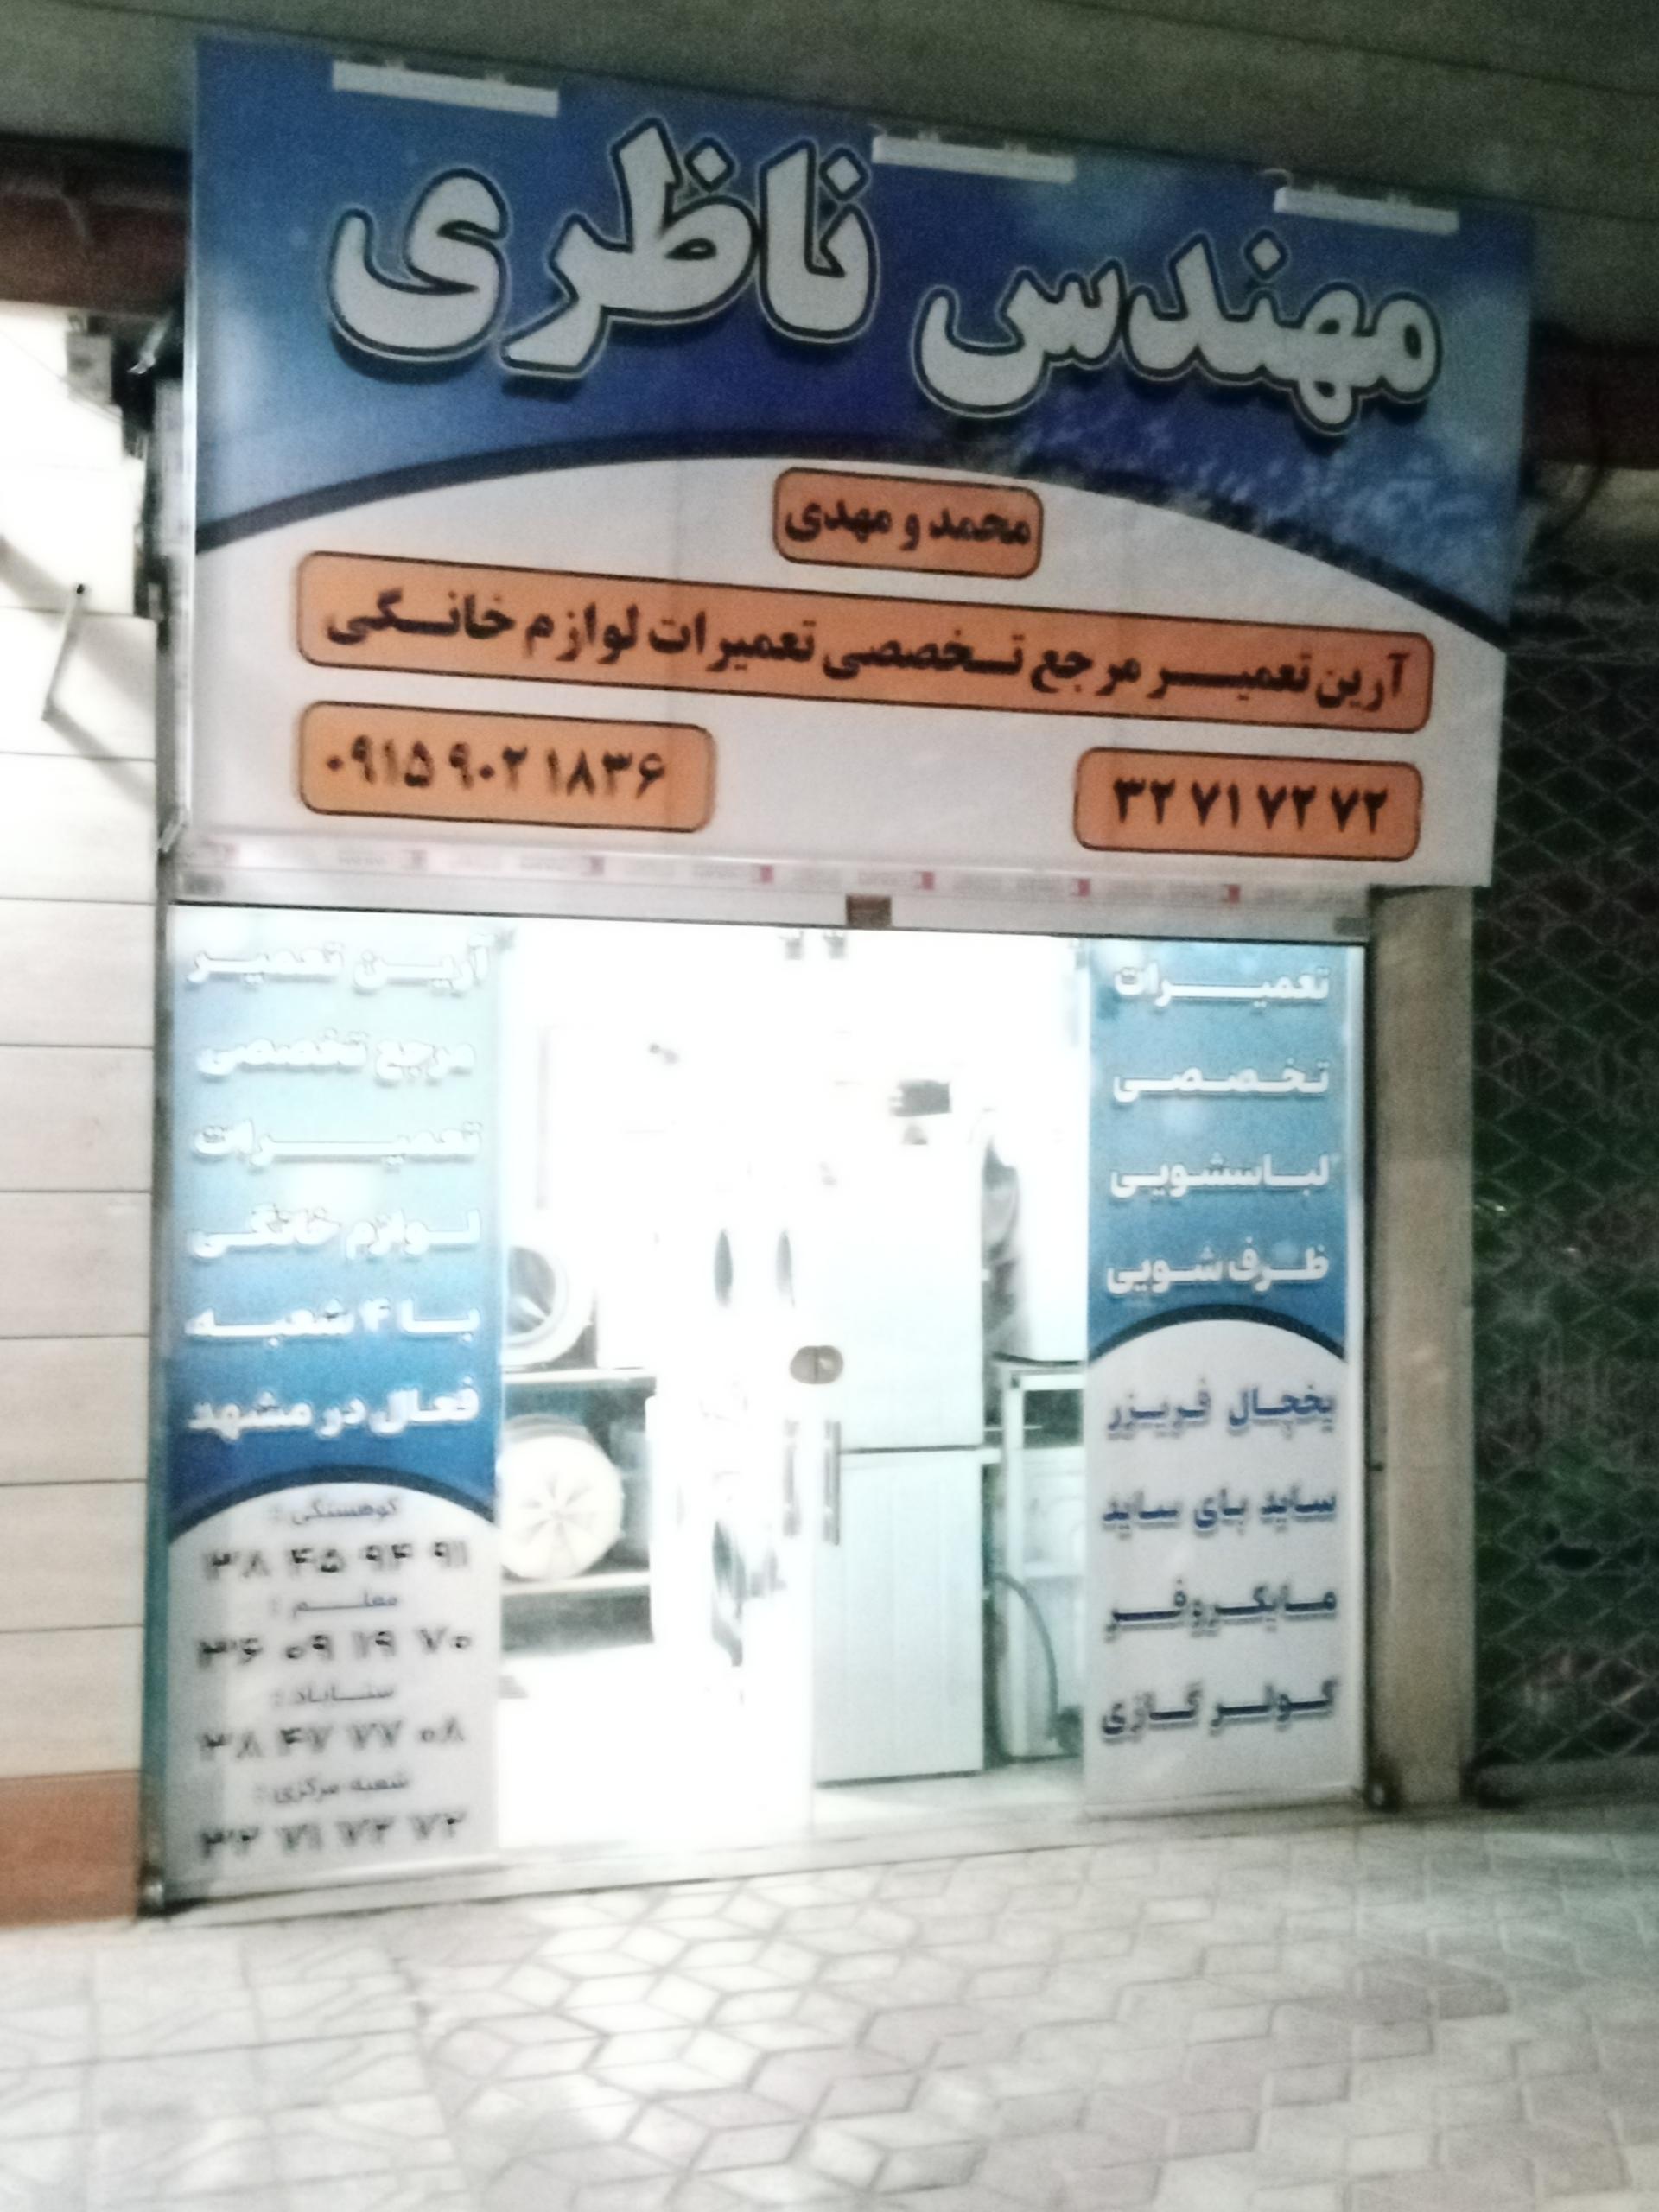 مهندس ناظری
محمد و مهدی
آرین تعمیر مرجع تخصصی تعمیرات لوازم خانگی
۳۲ ۷۱ ۷۲ ۷۲
۰۹۱۵ ۹۰۲ ۱۸۳۶
تعمیرات
تخصصی
لباسشویی
ظرف شویی
یخچال فریزر
ساید بای ساید
مایکروفر
کولر گازی
آرین تعمیر
مرجع تخصصی
تعمیرات
لوازم خانگی
با ۴ شعبه
فعال در مشهد
کوهسنگی :
۳۸ ۴۵ ۹۴ ۹۱
معلم :
۳۶ ۰۹ ۱۹ ۷۰
سناباد :
۳۸ ۴۷ ۷۷ ۰۸
شعبه مرکزی :
۳۲ ۷۱ ۷۲ ۷۲